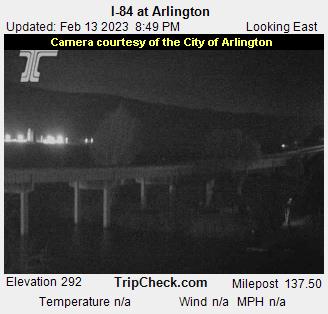 I-84 at Arlington
Updated: Feb 13 2023 8:49 PM Looking East
Camera courtesy of the City of Arlington
Elevation 292 TripCheck.com Milepost 137.50
Temperature n/a Wind n/a MPH n/a